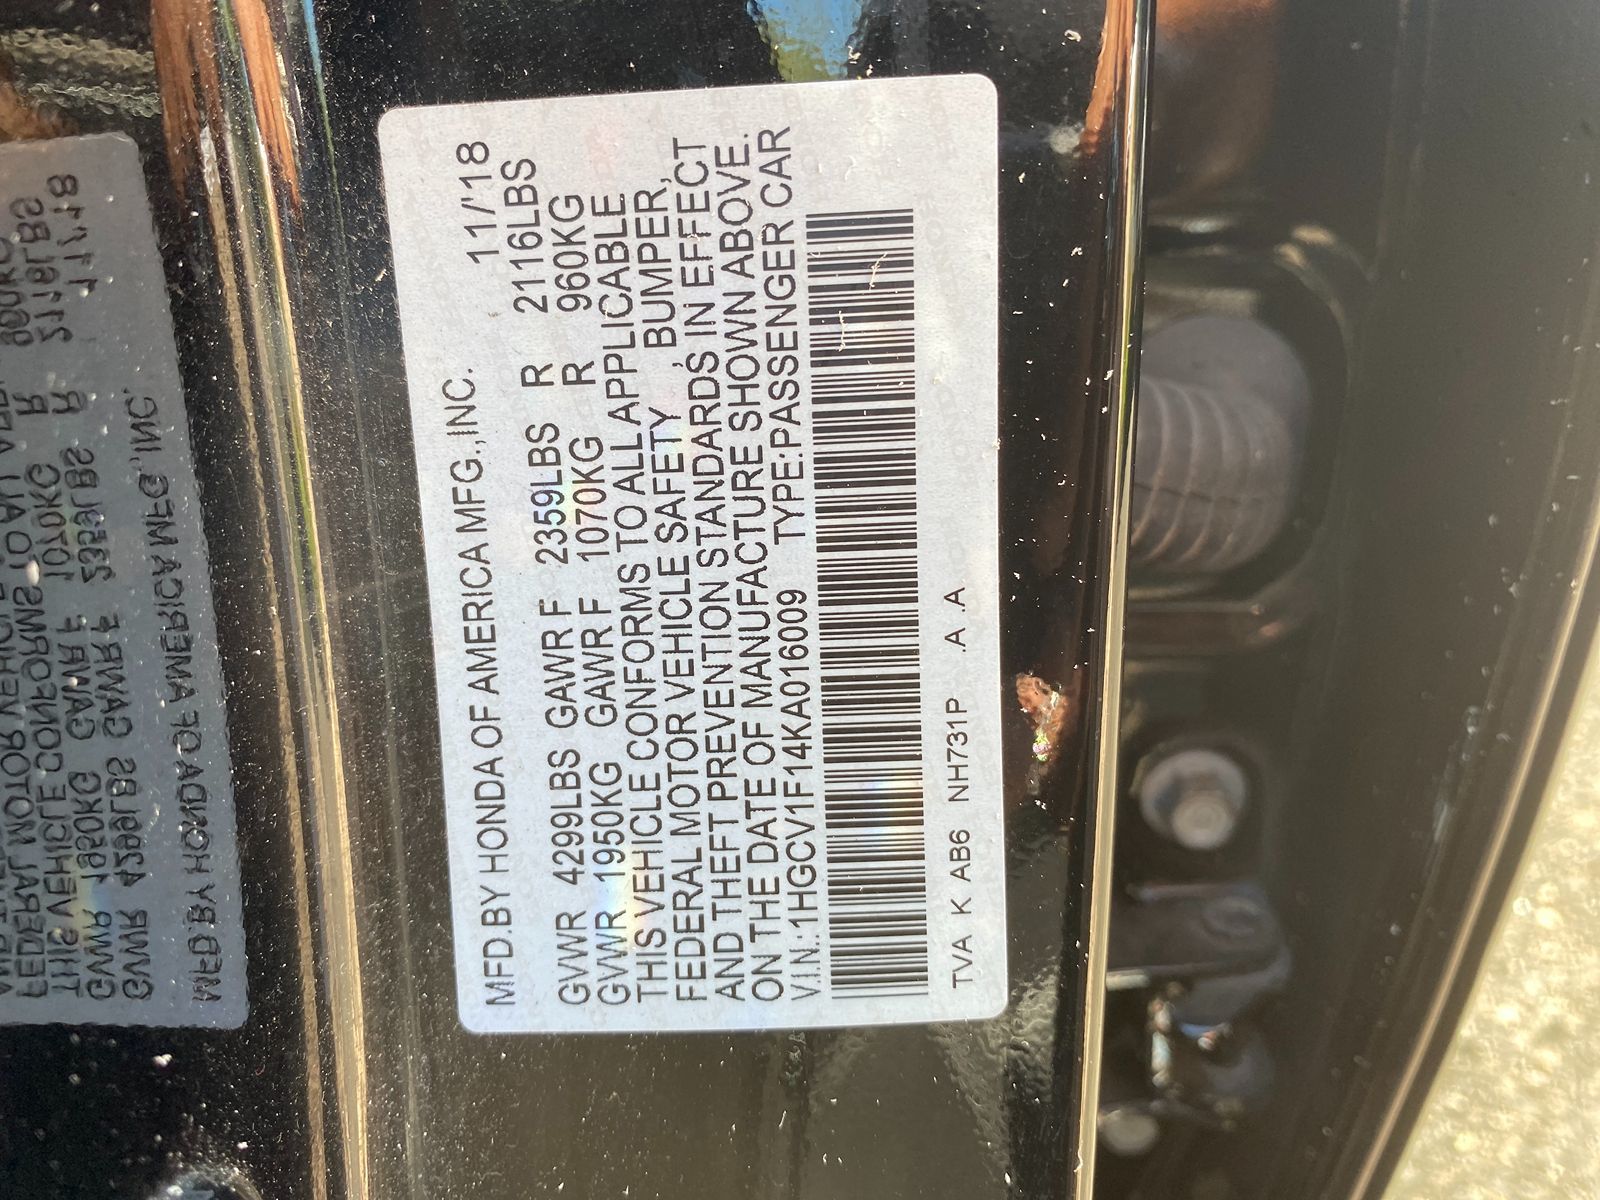 MFD.BY HONDA OF AMERICA MFG.,INC. 11/'18
GVWR 4299LBS GAWR F 2359LBS R 2116LBS
GVWR 1950KG GAWR F 1070KG R 960KG
THIS VEHICLE CONFORMS TO ALL APPLICABLE
FEDERAL MOTOR VEHICLE SAFETY, BUMPER,
AND THEFT PREVENTION STANDARDS IN EFFECT
ON THE DATE OF MANUFACTURE SHOWN ABOVE.
V.I.N.:1HGCV1F14KA016009 TYPE:PASSENGER CAR
TVA K AB6 NH731P .A .A